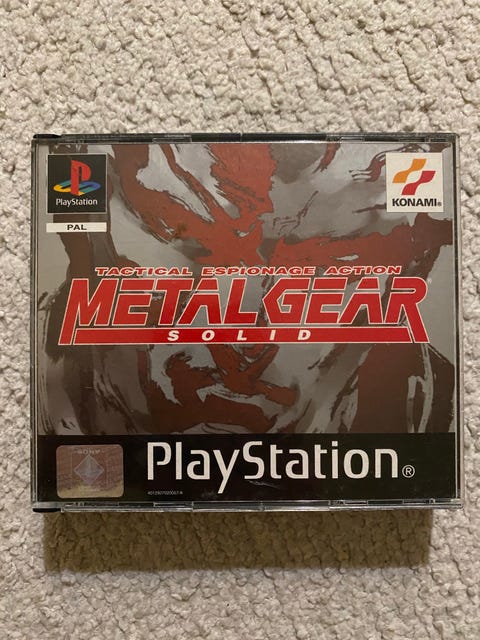 PlayStation
PAL
KONAMI®
TACTICAL ESPIONAGE ACTION
METAL GEAR
SOLID
SONY
PlayStation®